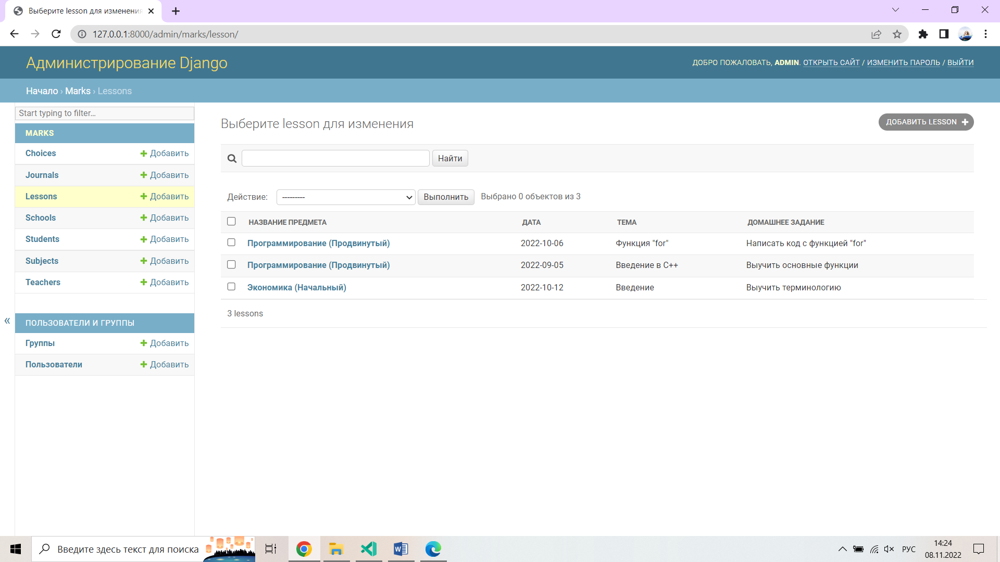 Выберите lesson для изменения
127.0.0.1:8000/admin/marks/lesson/
Администрирование Django
ДОБРО ПОЖАЛОВАТЬ, ADMIN. ОТКРЫТЬ САЙТ / ИЗМЕНИТЬ ПАРОЛЬ / ВЫЙТИ
Начало › Marks › Lessons
Start typing to filter...
MARKS
Choices Добавить
Journals Добавить
Lessons Добавить
Schools Добавить
Students Добавить
Subjects Добавить
Teachers Добавить
«
ПОЛЬЗОВАТЕЛИ И ГРУППЫ
Группы Добавить
Пользователи Добавить
Выберите lesson для изменения
ДОБАВИТЬ LESSON
Найти
Действие: --------- Выполнить Выбрано 0 объектов из 3
НАЗВАНИЕ ПРЕДМЕТА ДАТА ТЕМА ДОМАШНЕЕ ЗАДАНИЕ
Программирование (Продвинутый) 2022-10-06 Функция "for" Написать код с функцией "for"
Программирование (Продвинутый) 2022-09-05 Введение в С++ Выучить основные функции
Экономика (Начальный) 2022-10-12 Введение Выучить терминологию
3 lessons
Введите здесь текст для поиска
РУС
14:24
08.11.2022